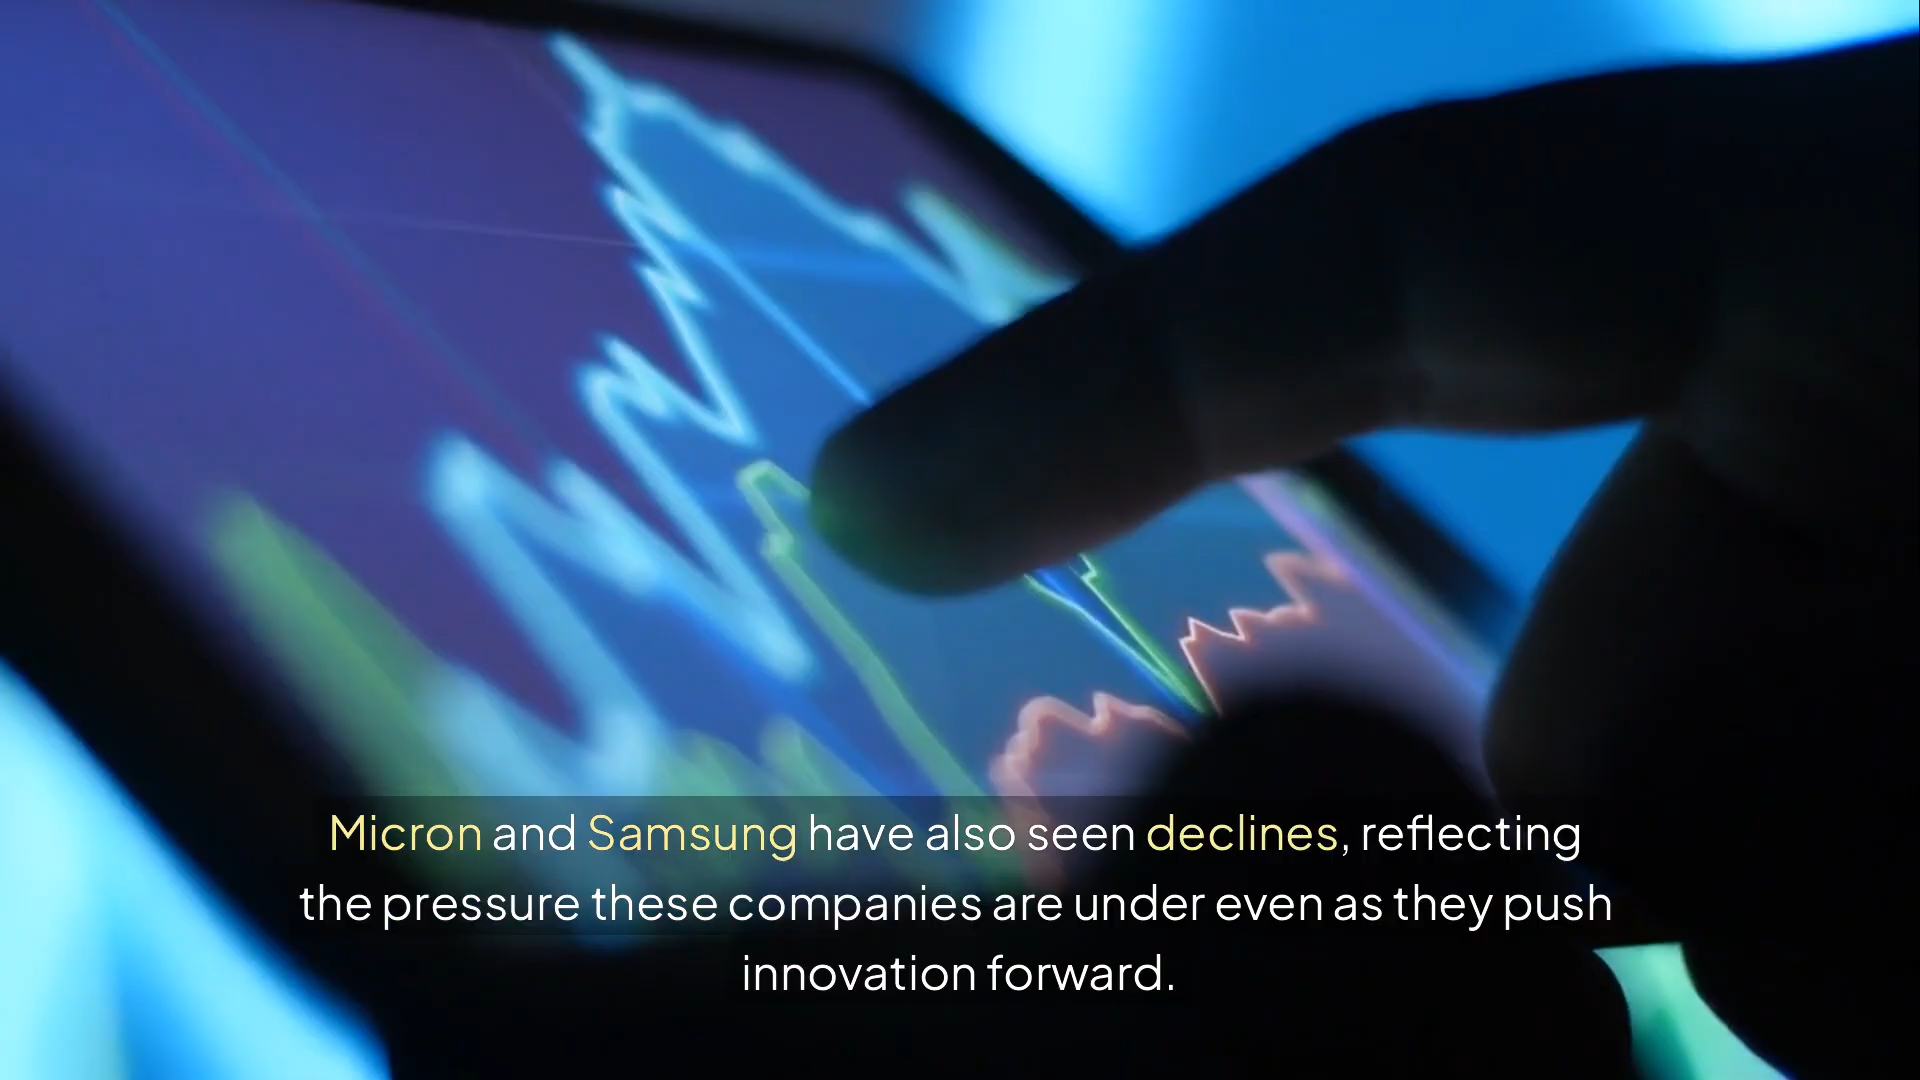 Micron and Samsung have also seen declines, reflecting
the pressure these companies are under even as they push
innovation forward.